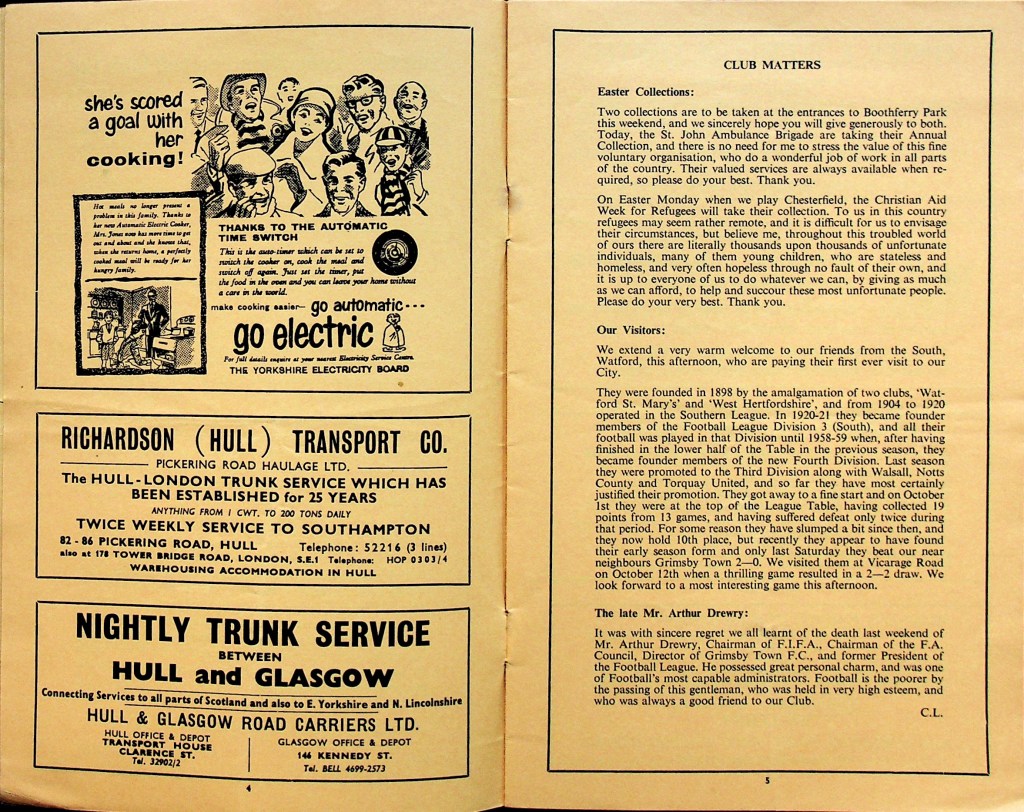 she's scored
a goal with
her
cooking!
Hot meals no longer present a
problem in this family. Thanks to
her new Automatic Electric Cooker,
Mrs. Jones now has more time to get
out and about and she knows that,
when she returns home, a perfectly
cooked meal will be ready for her
hungry family.
THANKS TO THE AUTOMATIC
TIME SWITCH
This is the auto-timer which can be set to
switch the cooker on, cook the meal and
switch off again. Just set the timer, put
the food in the oven and you can leave your home without
a care in the world.
make cooking easier— go automatic---
go electric
For full details enquire at your nearest Electricity Service Centre.
THE YORKSHIRE ELECTRICITY BOARD
RICHARDSON (HULL) TRANSPORT CO.
PICKERING ROAD HAULAGE LTD.
The HULL-LONDON TRUNK SERVICE WHICH HAS
BEEN ESTABLISHED for 25 YEARS
ANYTHING FROM 1 CWT. TO 200 TONS DAILY
TWICE WEEKLY SERVICE TO SOUTHAMPTON
82 - 86 PICKERING ROAD, HULL Telephone: 52216 (3 lines)
also at 178 TOWER BRIDGE ROAD, LONDON, S.E.1 Telephone: HOP 0303/4
WAREHOUSING ACCOMMODATION IN HULL
NIGHTLY TRUNK SERVICE
BETWEEN
HULL and GLASGOW
Connecting Services to all parts of Scotland and also to E. Yorkshire and N. Lincolnshire
HULL & GLASGOW ROAD CARRIERS LTD.
HULL OFFICE & DEPOT
TRANSPORT HOUSE
CLARENCE ST.
Tel. 32902/2
GLASGOW OFFICE & DEPOT
146 KENNEDY ST.
Tel. BELL 4699-2573
4
CLUB MATTERS
Easter Collections:
Two collections are to be taken at the entrances to Boothferry Park
this weekend, and we sincerely hope you will give generously to both.
Today, the St. John Ambulance Brigade are taking their Annual
Collection, and there is no need for me to stress the value of this fine
voluntary organisation, who do a wonderful job of work in all parts
of the country. Their valued services are always available when re-
quired, so please do your best. Thank you.
On Easter Monday when we play Chesterfield, the Christian Aid
Week for Refugees will take their collection. To us in this country
refugees may seem rather remote, and it is difficult for us to envisage
their circumstances, but believe me, throughout this troubled world
of ours there are literally thousands upon thousands of unfortunate
individuals, many of them young children, who are stateless and
homeless, and very often hopeless through no fault of their own, and
it is up to everyone of us to do whatever we can, by giving as much
as we can afford, to help and succour these most unfortunate people.
Please do your very best. Thank you.
Our Visitors:
We extend a very warm welcome to our friends from the South,
Watford, this afternoon, who are paying their first ever visit to our
City.
They were founded in 1898 by the amalgamation of two clubs, 'Wat-
ford St. Mary's' and 'West Hertfordshire', and from 1904 to 1920
operated in the Southern League. In 1920-21 they became founder
members of the Football League Division 3 (South), and all their
football was played in that Division until 1958-59 when, after having
finished in the lower half of the Table in the previous season, they
became founder members of the new Fourth Division. Last season
they were promoted to the Third Division along with Walsall, Notts
County and Torquay United, and so far they have most certainly
justified their promotion. They got away to a fine start and on October
1st they were at the top of the League Table, having collected 19
points from 13 games, and having suffered defeat only twice during
that period. For some reason they have slumped a bit since then, and
they now hold 10th place, but recently they appear to have found
their early season form and only last Saturday they beat our near
neighbours Grimsby Town 2—0. We visited them at Vicarage Road
on October 12th when a thrilling game resulted in a 2—2 draw. We
look forward to a most interesting game this afternoon.
The late Mr. Arthur Drewry:
It was with sincere regret we all learnt of the death last weekend of
Mr. Arthur Drewry, Chairman of F.I.F.A., Chairman of the F.A.
Council, Director of Grimsby Town F.C., and former President of
the Football League. He possessed great personal charm, and was one
of Football's most capable administrators. Football is the poorer by
the passing of this gentleman, who was held in very high esteem, and
who was always a good friend to our Club.
C.L.
5